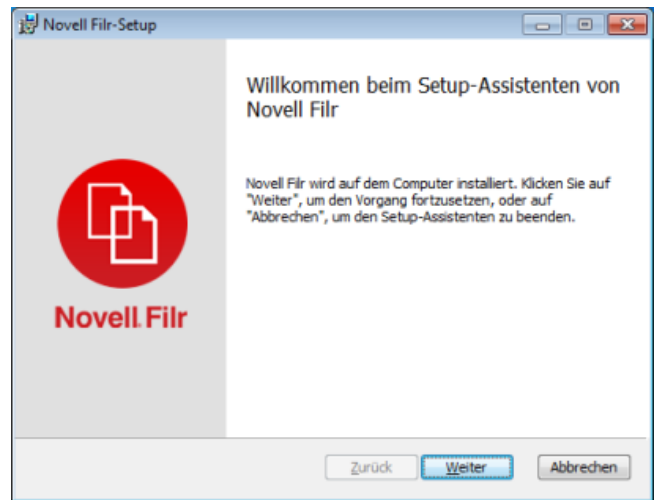 Novell Filr-Setup
Willkommen beim Setup-Assistenten von
Novell Filr
Novell Filr wird auf dem Computer installiert. Klicken Sie auf
"Weiter", um den Vorgang fortzusetzen, oder auf
"Abbrechen", um den Setup-Assistenten zu beenden.
Novell Filr
Zurück Weiter Abbrechen